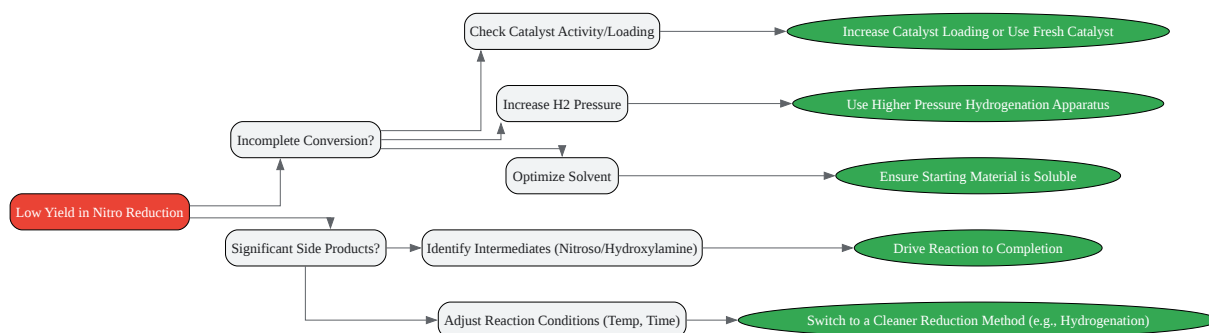 Check Catalyst Activity/Loading
Increase Catalyst Loading or Use Fresh Catalyst
Increase H2 Pressure
Use Higher Pressure Hydrogenation Apparatus
Incomplete Conversion?
Optimize Solvent
Ensure Starting Material is Soluble
Low Yield in Nitro Reduction
Significant Side Products?
Identify Intermediates (Nitroso/Hydroxylamine)
Drive Reaction to Completion
Adjust Reaction Conditions (Temp, Time)
Switch to a Cleaner Reduction Method (e.g., Hydrogenation)